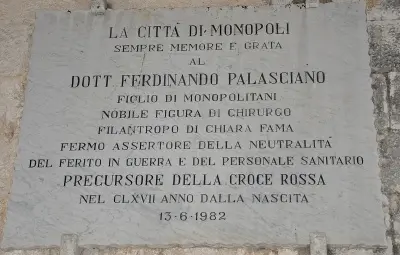 LA CITTÁ DI·MONOPOLI
SEMPRE MEMORE E GRATA
AL
DOTT FERDINANDO PALASCIANO
FIGLIO DI MONOPOLITANI
NOBILE FIGURA DI CHIRURGO
FILANTROPO DI CHIARA FAMA
FERMO ASSERTORE DELLA NEUTRALITÁ
DEL FERITO IN GUERRA E DEL PERSONALE SANITARIO
PRECURSORE DELLA CROCE ROSSA
NEL CLXVII ANNO DALLA NASCITA
13-6-1982